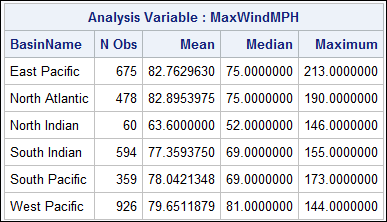 Analysis Variable : MaxWindMPH
BasinName N Obs Mean Median Maximum
East Pacific 675 82.7629630 75.0000000 213.0000000
North Atlantic 478 82.8953975 75.0000000 190.0000000
North Indian 60 63.6000000 52.0000000 146.0000000
South Indian 594 77.3593750 69.0000000 155.0000000
South Pacific 359 78.0421348 69.0000000 173.0000000
West Pacific 926 79.6511879 81.0000000 144.0000000